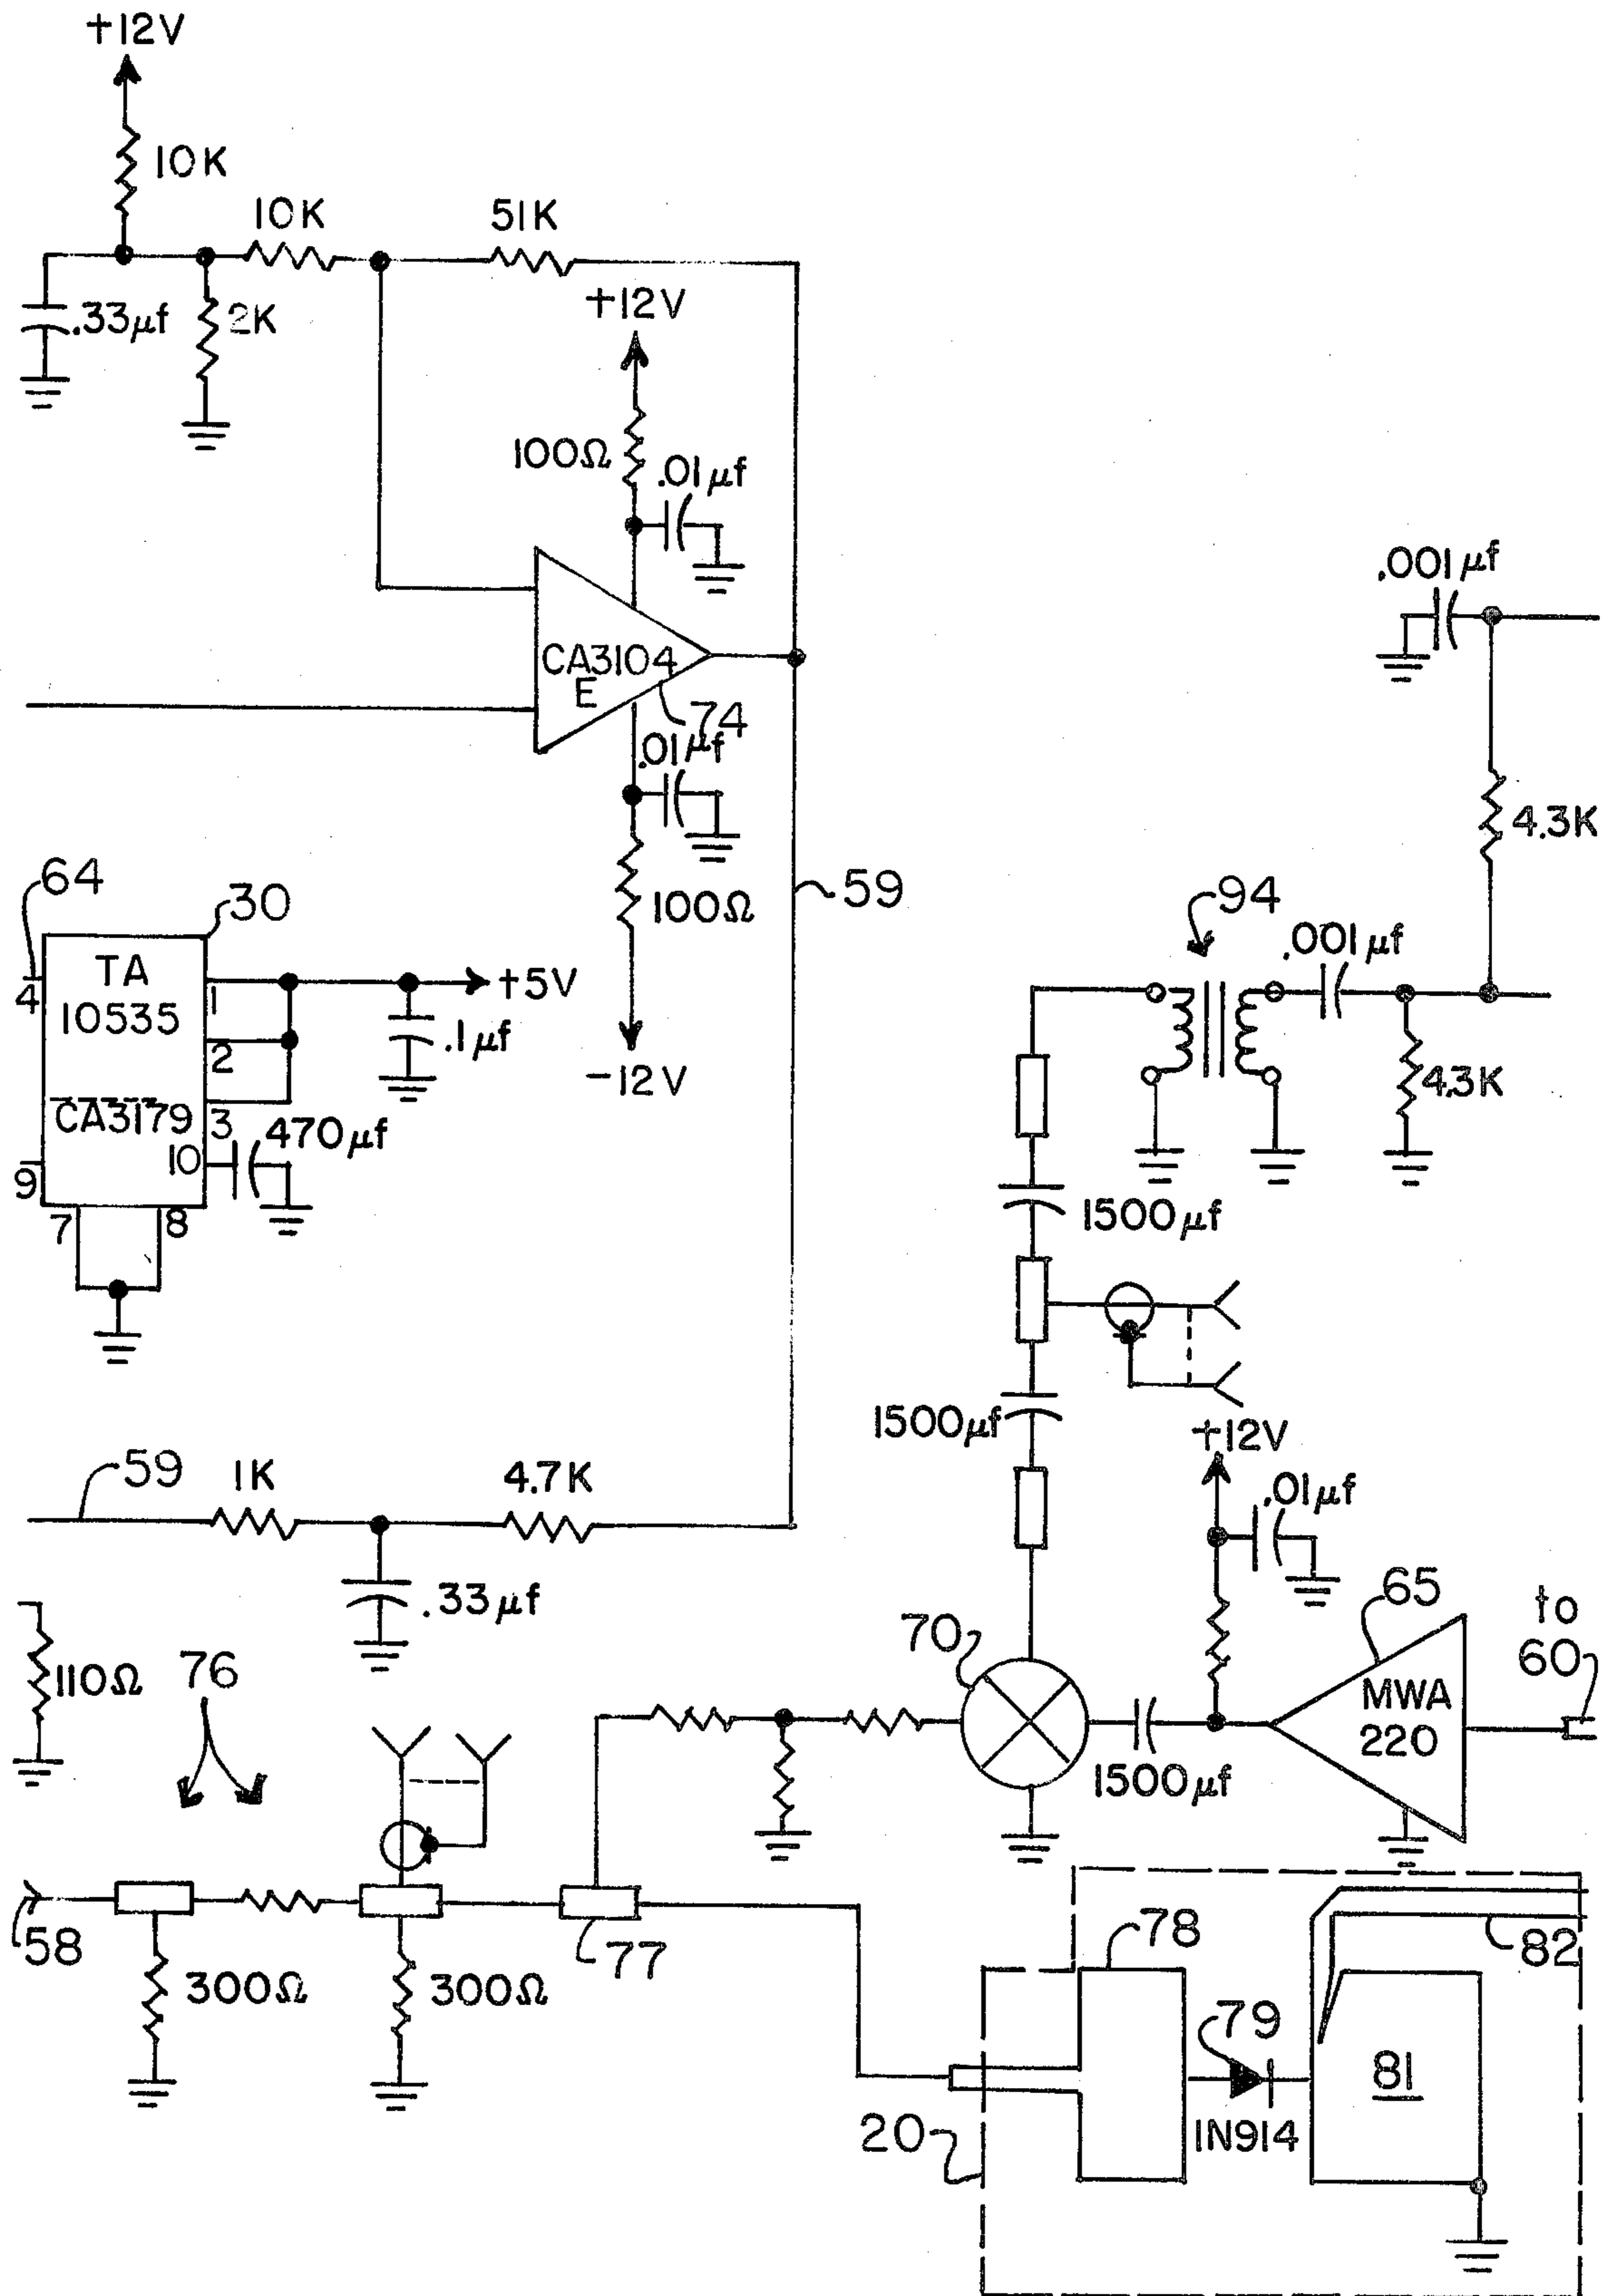 +12V
10K
10K
51K
.33µf
2K
+12V
100Ω
.01µf
CA3104
E
74
.01µf
100Ω
-12V
59
.001µf
4.3K
94
.001µf
4.3K
64
30
TA
10535
CA3179
4
9
1
2
3
10
7
8
+5V
.1µf
470µf
1500µf
1500µf
+12V
.01µf
59
1K
4.7K
.33µf
110Ω
76
70
65
to
60
MWA
220
1500µf
58
300Ω
300Ω
77
78
82
79
1N914
81
20